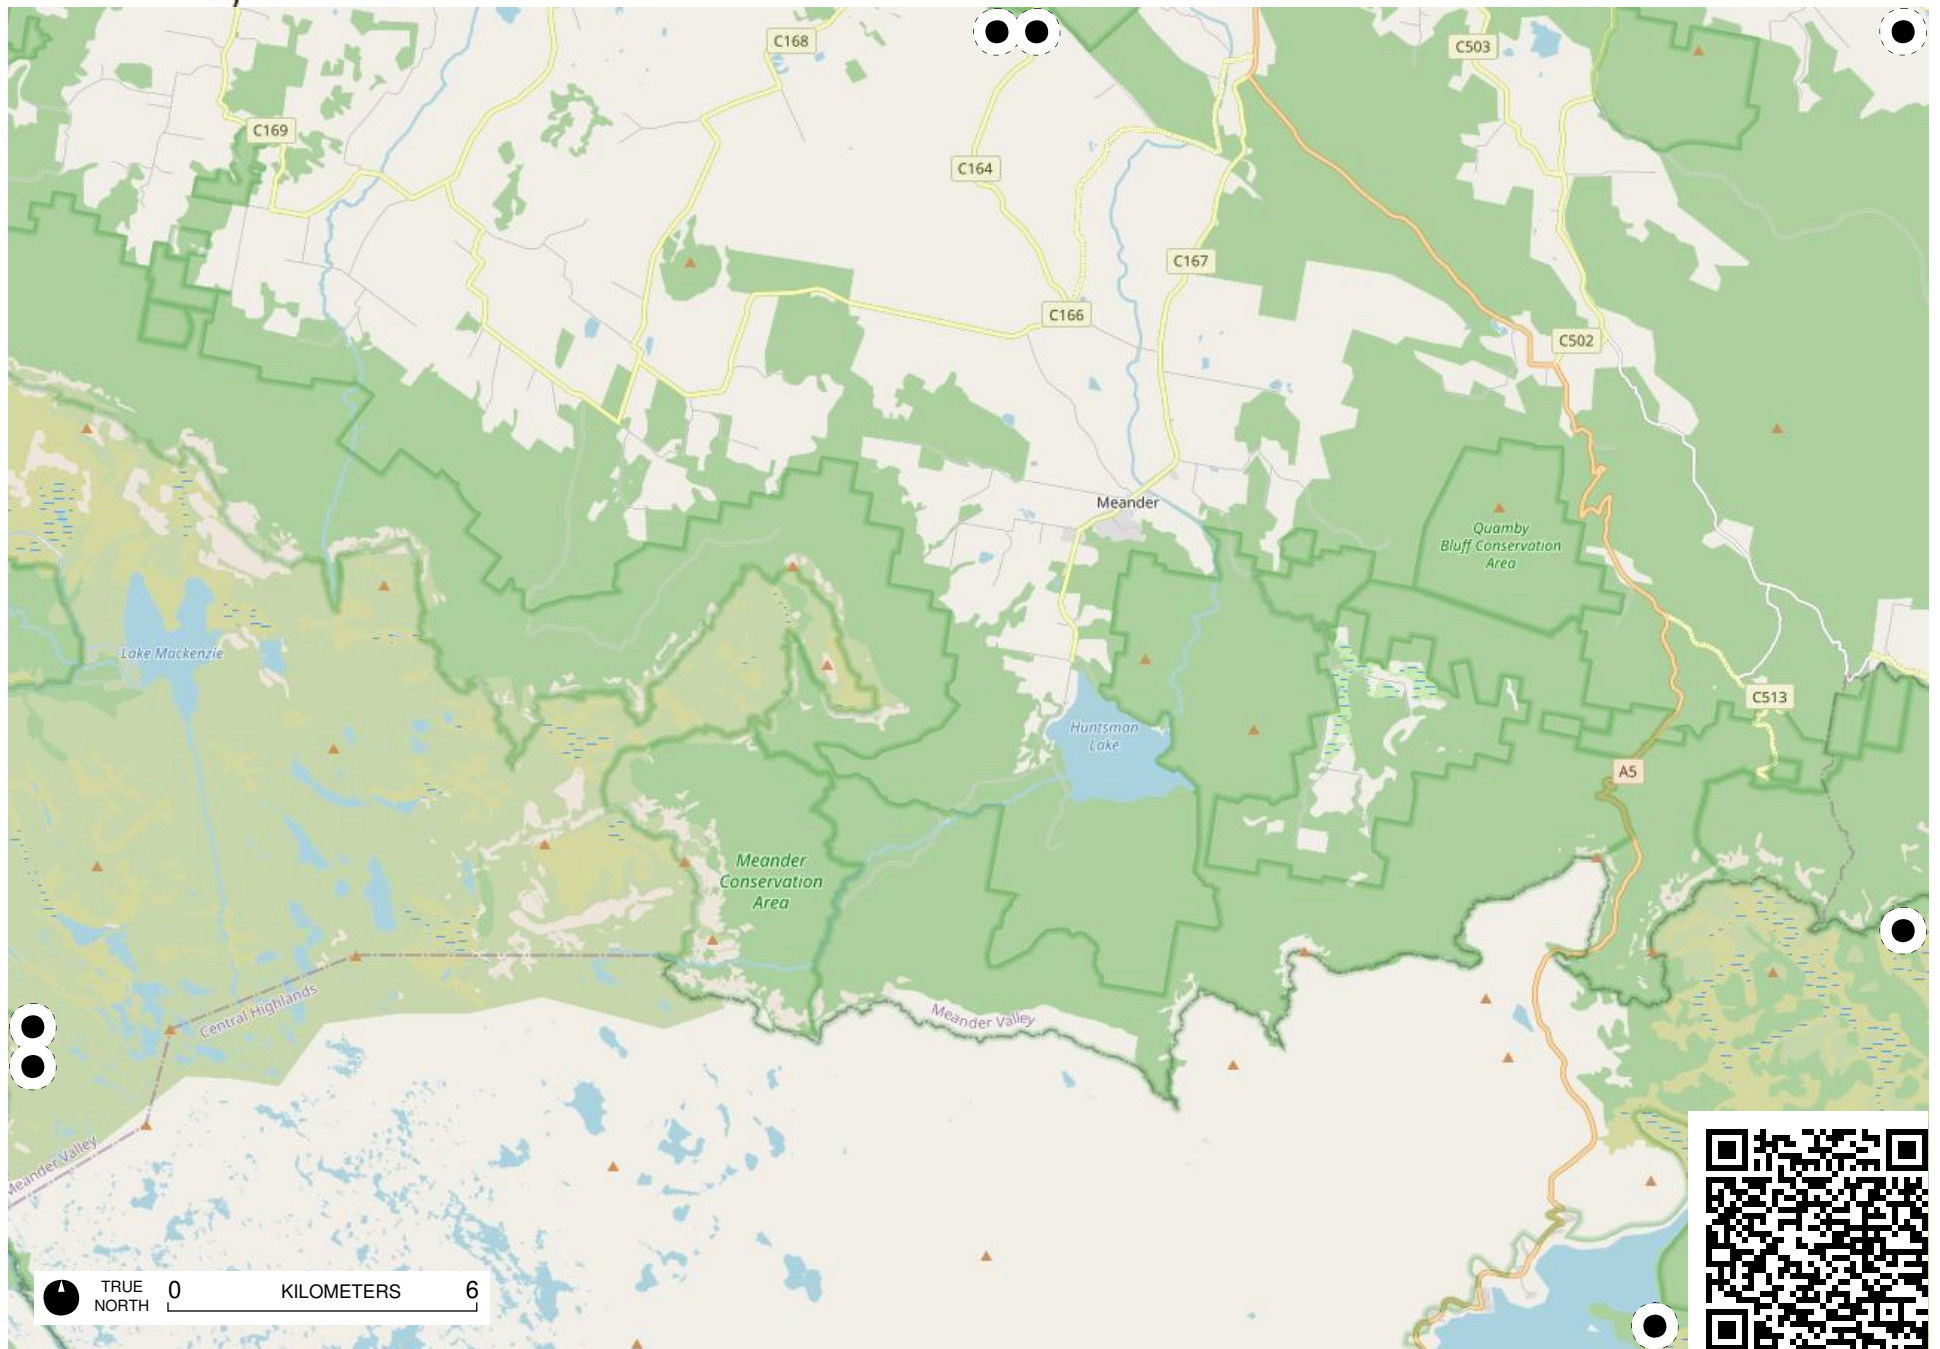 C168
C503
C169
C164
C167
C166
C502
Meander
Quamby
Bluff Conservation
Area
Lake Mackenzie
C513
Huntsman
Lake
A5
Meander
Conservation
Area
Central Highlands
Meander Valley
Meander Valley
TRUE
NORTH
0 KILOMETERS 6